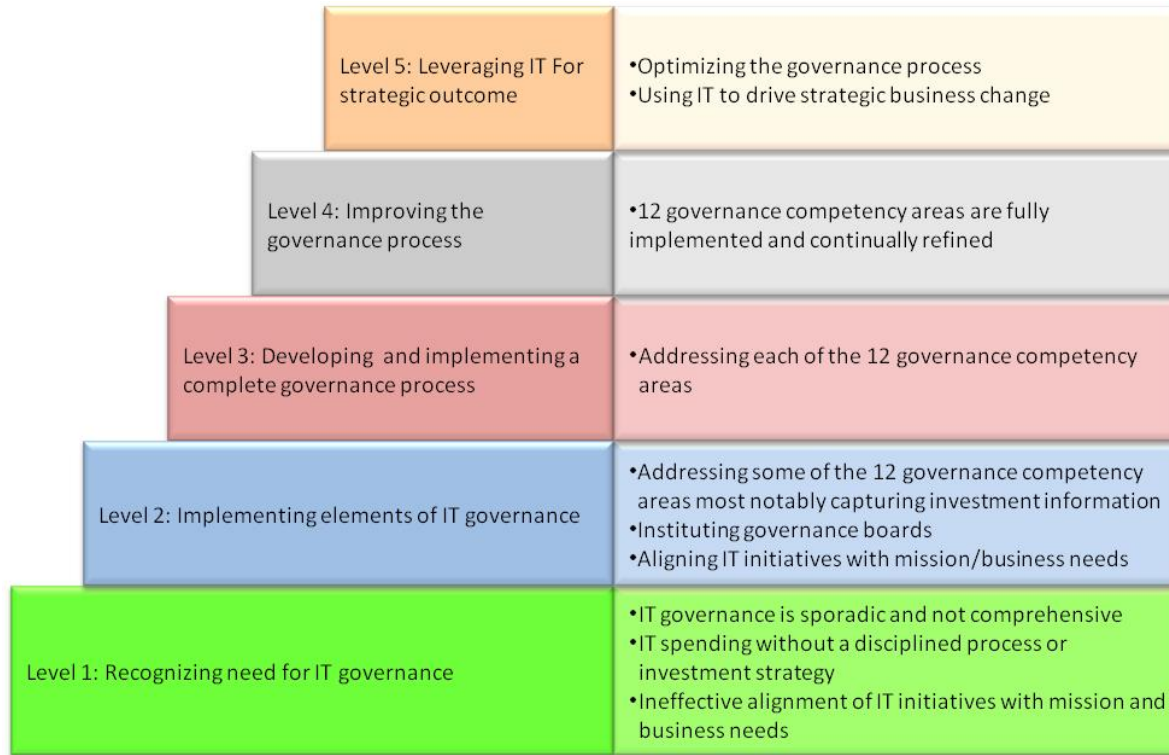 Level 5: Leveraging IT For
strategic outcome
•Optimizing the governance process
•Using IT to drive strategic business change
Level 4: Improving the
governance process
•12 governance competency areas are fully
implemented and continually refined
Level 3: Developing and implementing a
complete governance process
•Addressing each of the 12 governance competency
areas
Level 2: Implementing elements of IT governance
•Addressing some of the 12 governance competency
areas most notably capturing investment information
•Instituting governance boards
•Aligning IT initiatives with mission/business needs
Level 1: Recognizing need for IT governance
•IT governance is sporadic and not comprehensive
•IT spending without a disciplined process or
investment strategy
•Ineffective alignment of IT initiatives with mission and
business needs